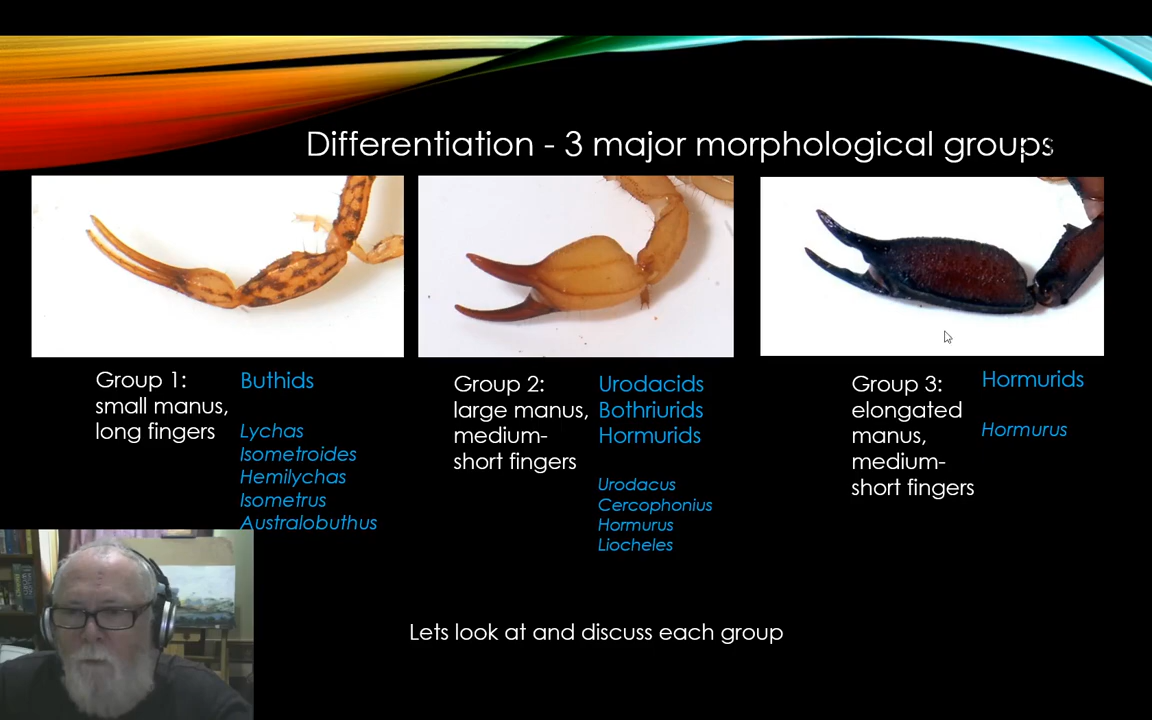 Differentiation - 3 major morphological groups
Group 1:
small manus,
long fingers
Buthids
Lychas
Isometroides
Hemilychas
Isometrus
Australobuthus
Group 2:
large manus,
medium-
short fingers
Urodacids
Bothriurids
Hormurids
Urodacus
Cercophonius
Hormurus
Liocheles
Group 3:
elongated
manus,
medium-
short fingers
Hormurids
Hormurus
Lets look at and discuss each group